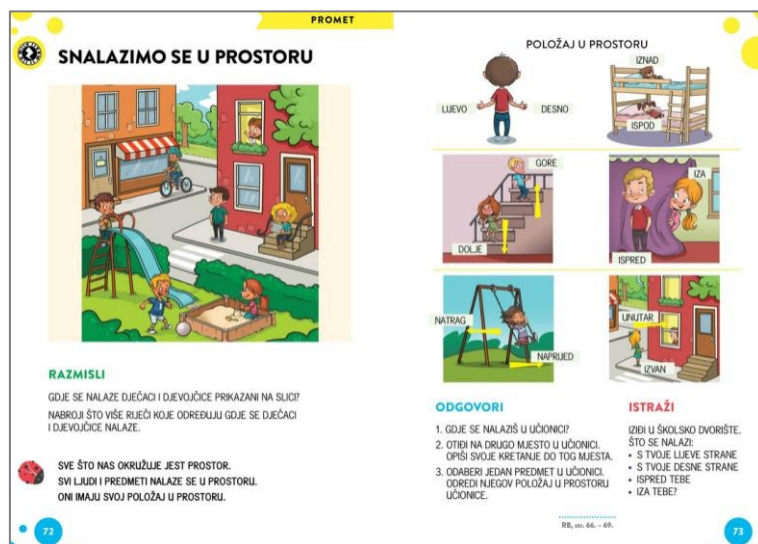 PROMET
SNALAZIMO SE U PROSTORU
RAZMISLI
GDJE SE NALAZE DJEČACI I DJEVOJČICE PRIKAZANI NA SLICI?
NABROJI ŠTO VIŠE RIJEČI KOJE ODREĐUJU GDJE SE DJEČACI
I DJEVOJČICE NALAZE.
SVE ŠTO NAS OKRUŽUJE JEST PROSTOR.
SVI LJUDI I PREDMETI NALAZE SE U PROSTORU.
ONI IMAJU SVOJ POLOŽAJ U PROSTORU.
72
POLOŽAJ U PROSTORU
LIJEVO
DESNO
IZNAD
ISPOD
GORE
DOLJE
IZA
ISPRED
NATRAG
NAPRIJED
UNUTAR
IZVAN
ODGOVORI
1. GDJE SE NALAZIŠ U UČIONICI?
2. OTIĐI NA DRUGO MJESTO U UČIONICI.
OPIŠI SVOJE KRETANJE DO TOG MJESTA.
3. ODABERI JEDAN PREDMET U UČIONICI.
ODREDI NJEGOV POLOŽAJ U PROSTORU
UČIONICE.
ISTRAŽI
IZIĐI U ŠKOLSKO DVORIŠTE.
ŠTO SE NALAZI:
• S TVOJE LIJEVE STRANE
• S TVOJE DESNE STRANE
• ISPRED TEBE
• IZA TEBE?
RB, str. 66. – 69.
73